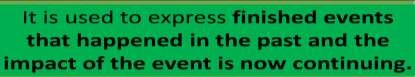 It is used to express finished events
that happened in the past and the
impact of the event is now continuing.